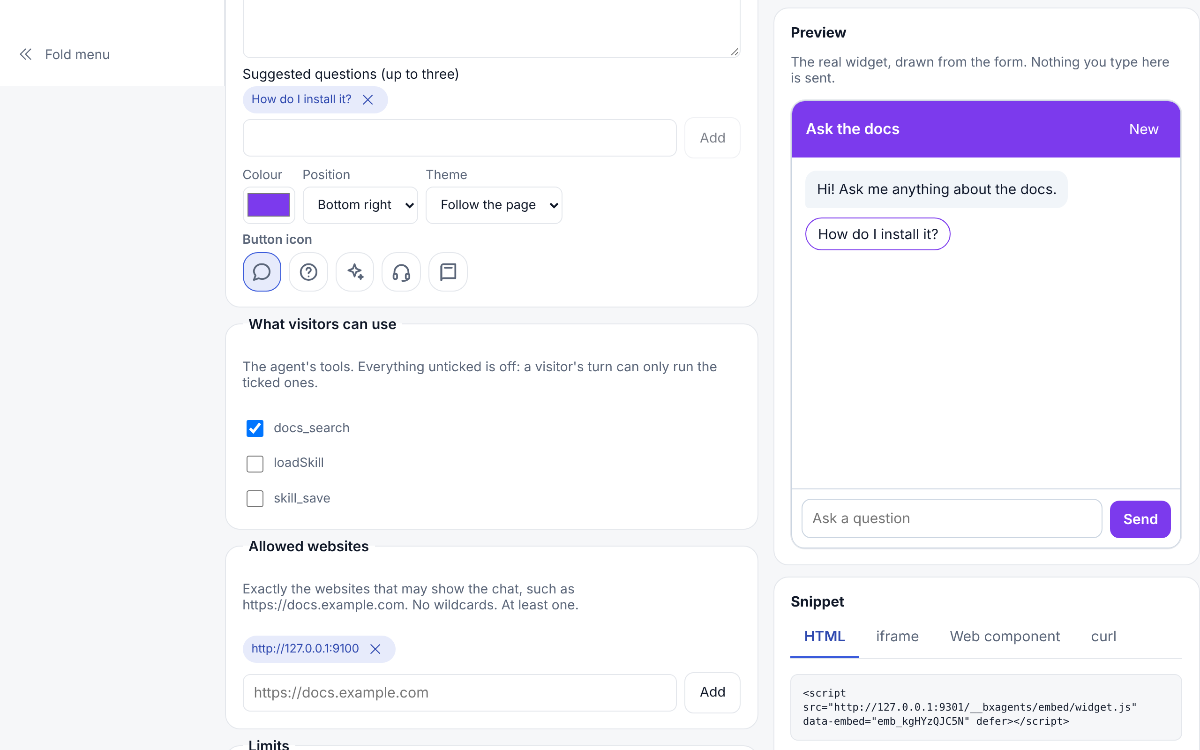 Fold menu
Suggested questions (up to three)
How do I install it?
Add
Colour Position Theme
Bottom right Follow the page
Button icon
What visitors can use
The agent's tools. Everything unticked is off: a visitor's turn can only run the
ticked ones.
docs_search
loadSkill
skill_save
Allowed websites
Exactly the websites that may show the chat, such as
https://docs.example.com. No wildcards. At least one.
http://127.0.0.1:9100
https://docs.example.com Add
Limits
Preview
The real widget, drawn from the form. Nothing you type here
is sent.
Ask the docs New
Hi! Ask me anything about the docs.
How do I install it?
Ask a question Send
Snippet
HTML iframe Web component curl
<script
src="http://127.0.0.1:9301/__bxagents/embed/widget.js"
data-embed="emb_kgHYzQJC5N" defer></script>